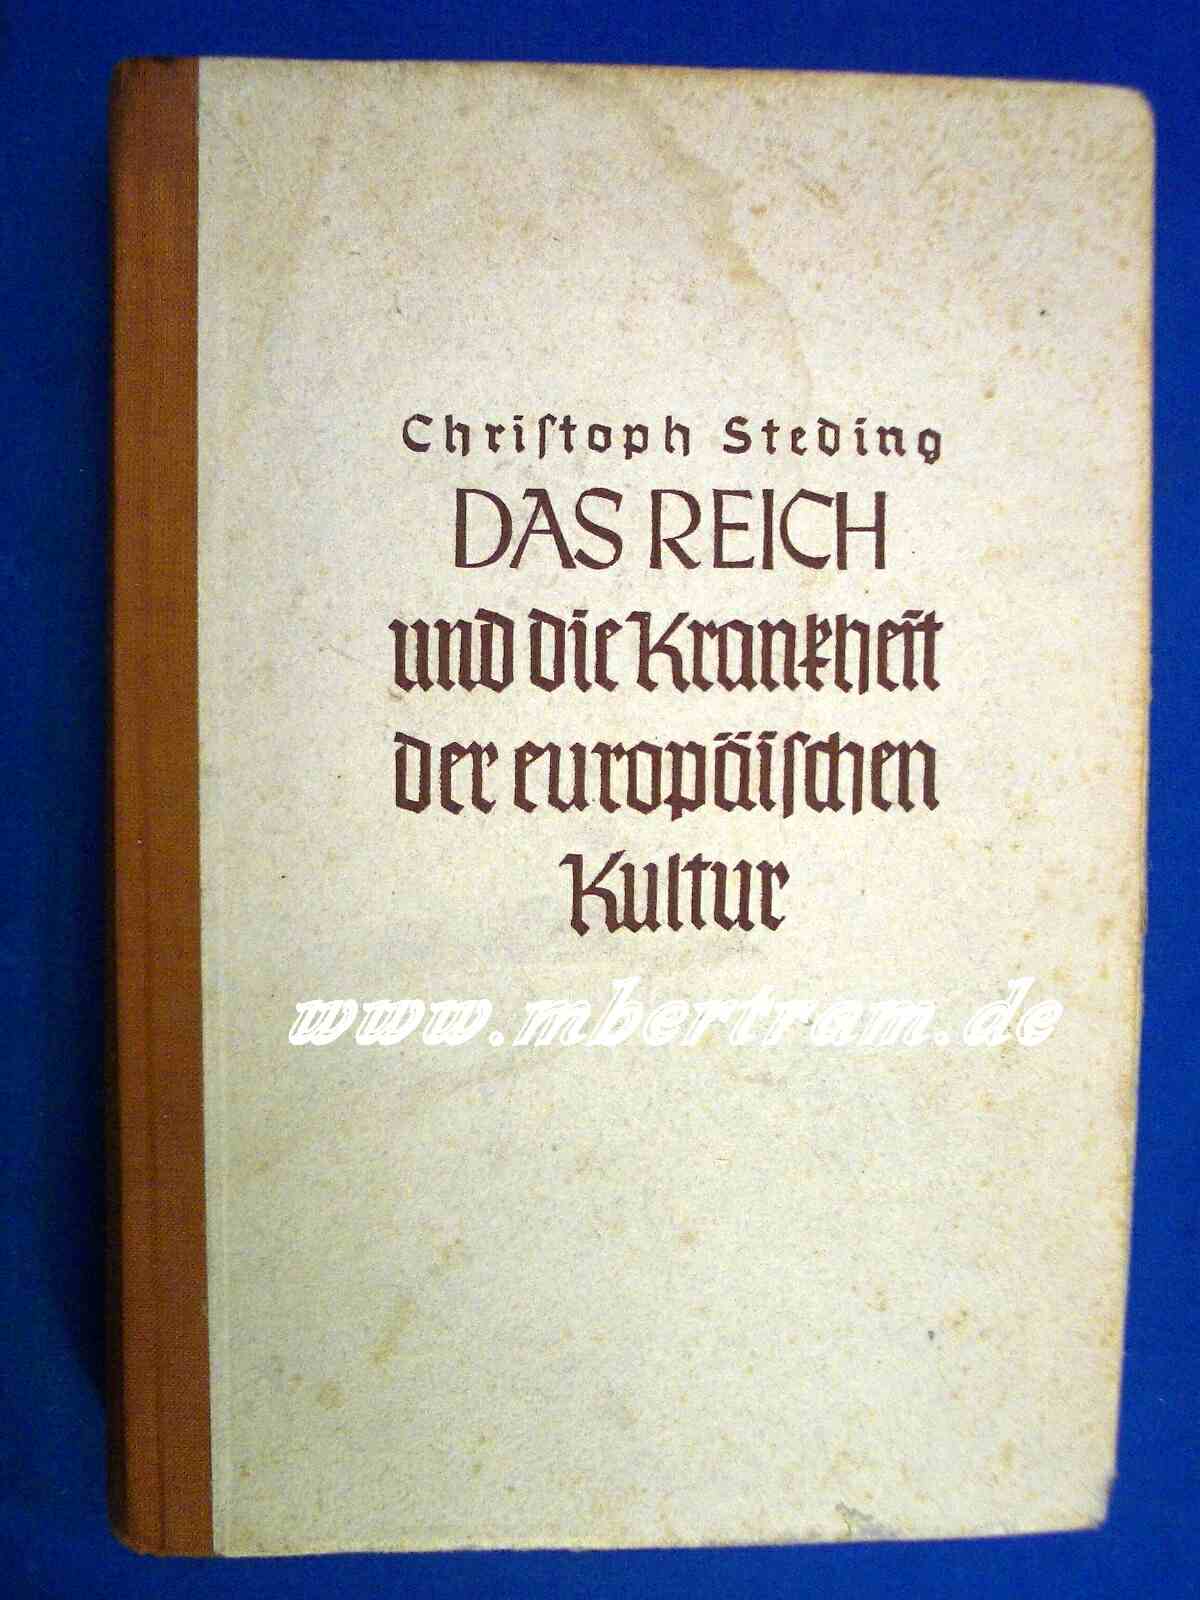 Chriſtoph Steding
DAS REICH
und die Krankheit
der europäiſchen
Kultur
www.mbertram.de